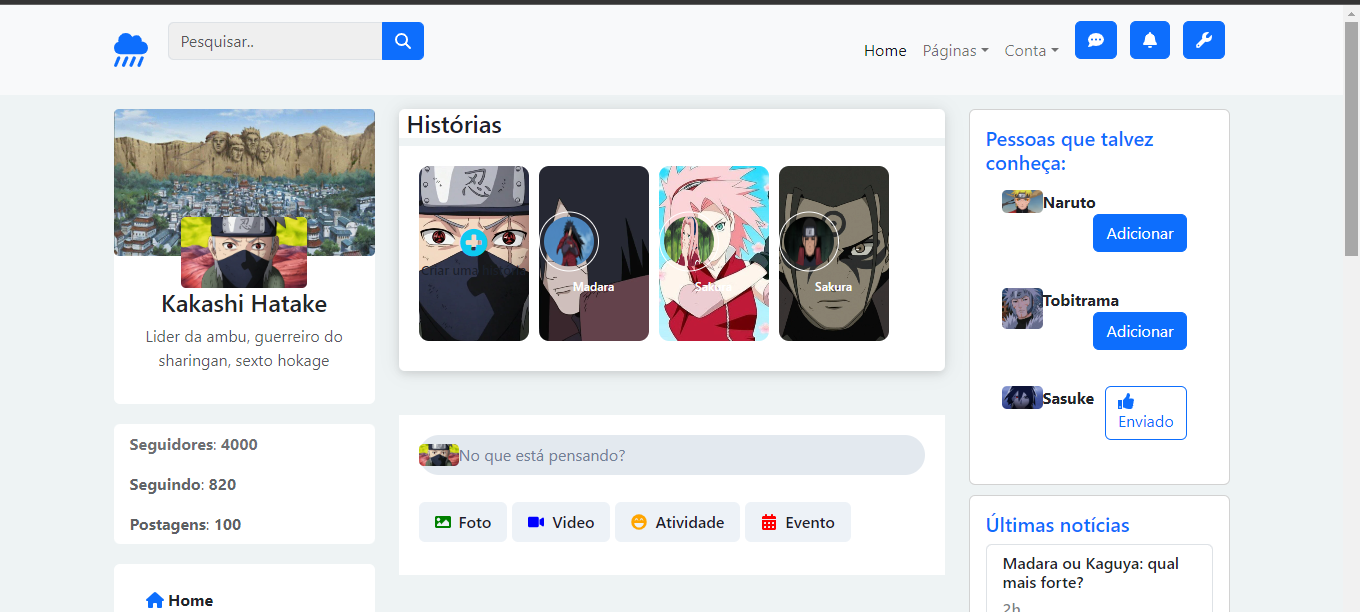 Pesquisar..
Home
Páginas
Conta
Kakashi Hatake
Lider da ambu, guerreiro do
sharingan, sexto hokage
Seguidores: 4000
Seguindo: 820
Postagens: 100
Home
Histórias
忍
Criar uma
Madara
Sakura
Sakura
No que está pensando?
Foto
Video
Atividade
Evento
Pessoas que talvez
conheça:
Naruto
Adicionar
Tobitrama
Adicionar
Sasuke
Enviado
Últimas notícias
Madara ou Kaguya: qual
mais forte?
2h